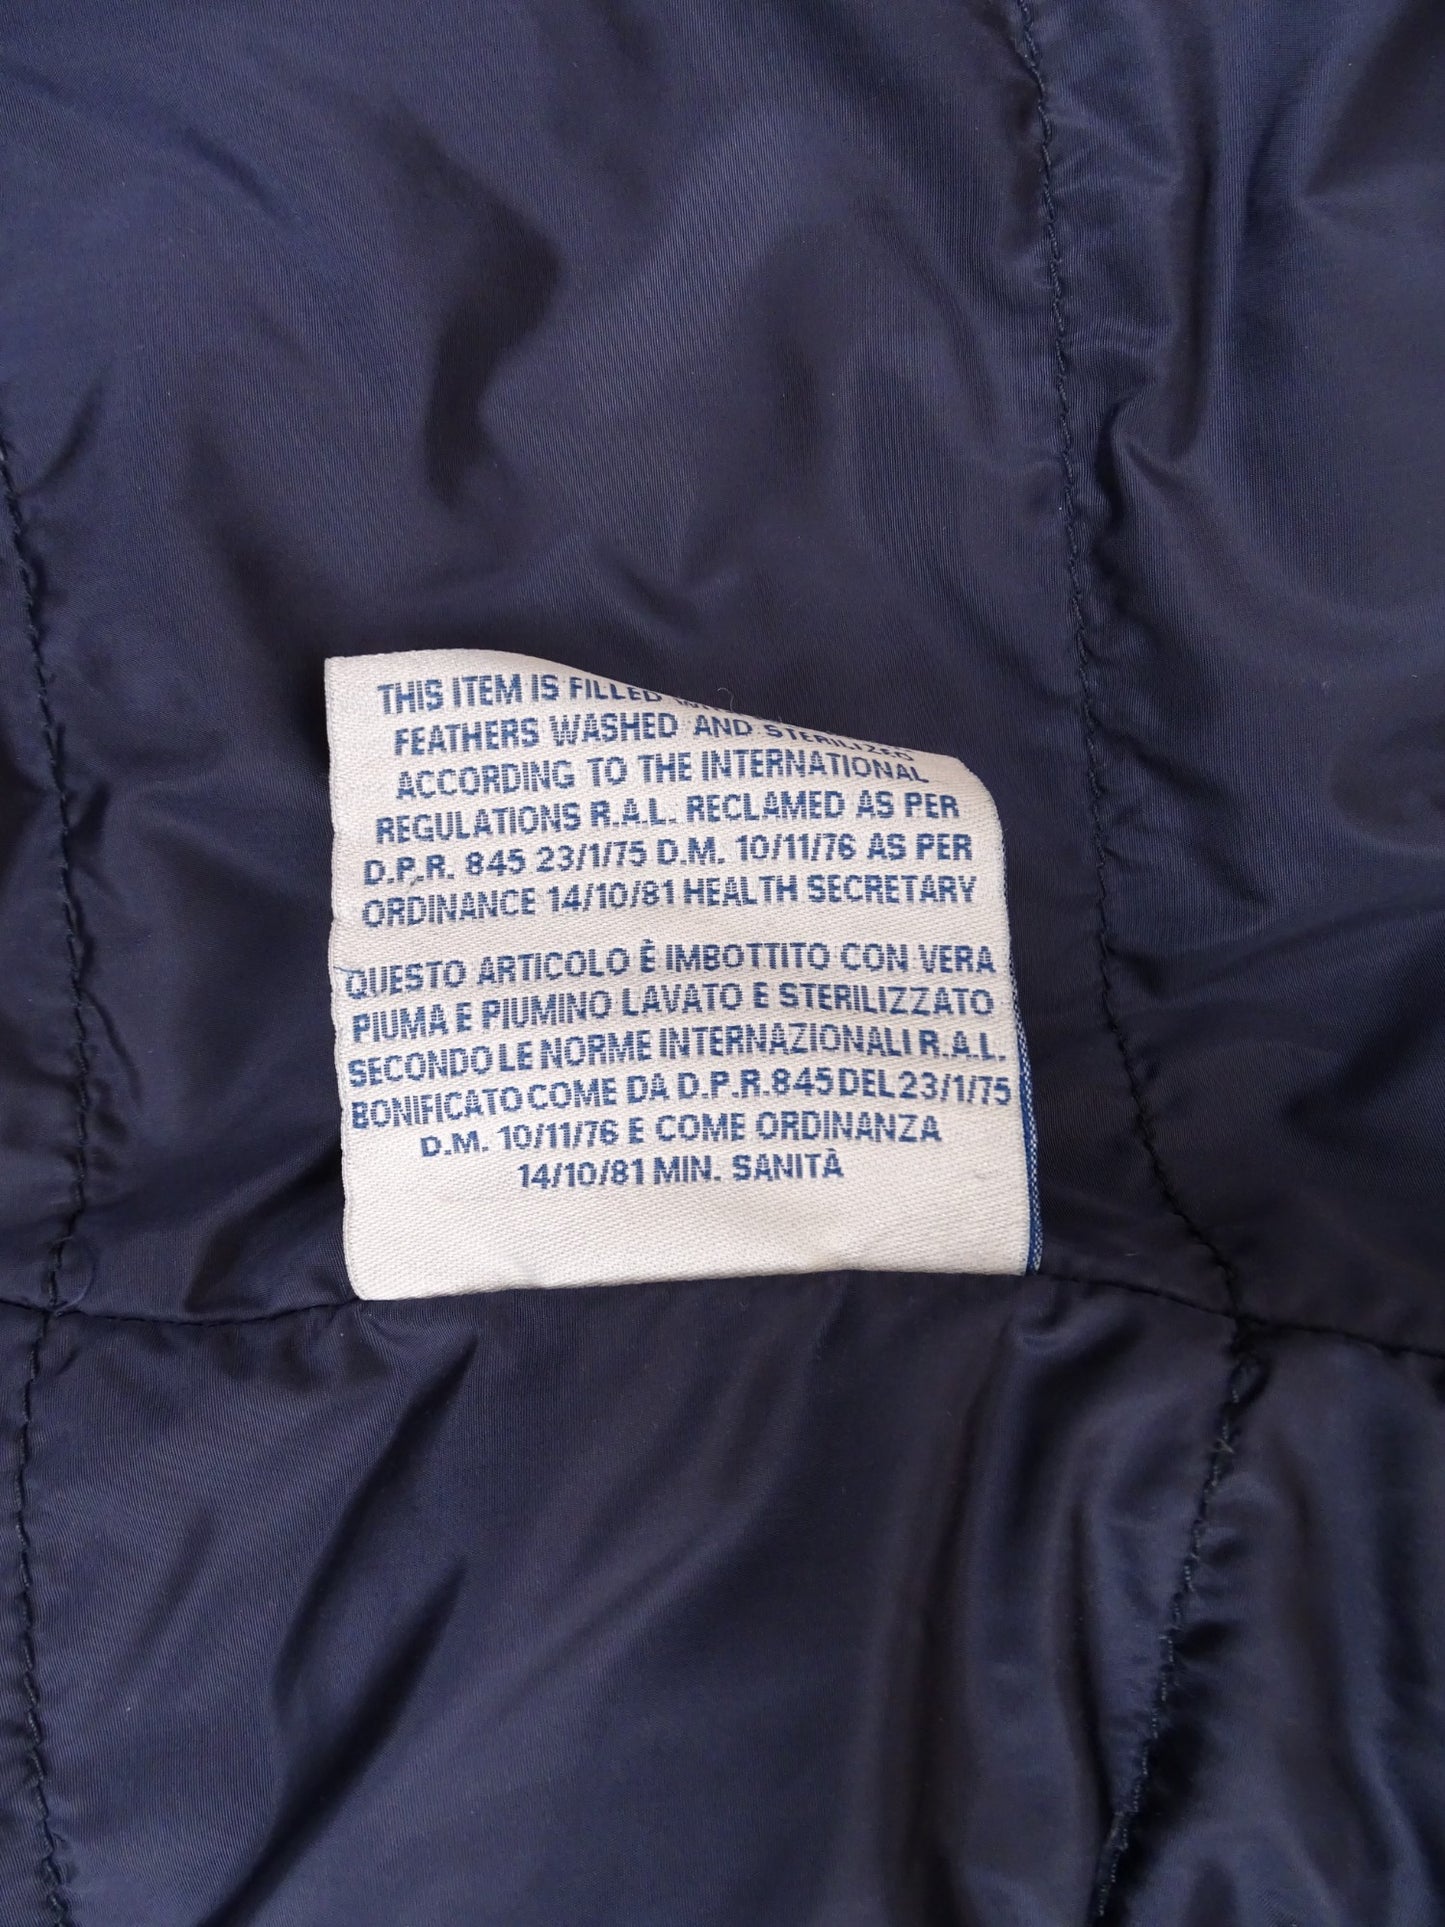 THIS ITEM IS FILLED
FEATHERS WASHED AND STERILIZED
ACCORDING TO THE INTERNATIONAL
REGULATIONS R.A.L. RECLAMED AS PER
D.P.R. 845 23/1/75 D.M. 10/11/76 AS PER
ORDINANCE 14/10/81 HEALTH SECRETARY
QUESTO ARTICOLO È IMBOTTITO CON VERA
PIUMA E PIUMINO LAVATO E STERILIZZATO
SECONDO LE NORME INTERNAZIONALI R.A.L.
BONIFICATO COME DA D.P.R. 845 DEL 23/1/75
D.M. 10/11/76 E COME ORDINANZA
14/10/81 MIN. SANITÀ